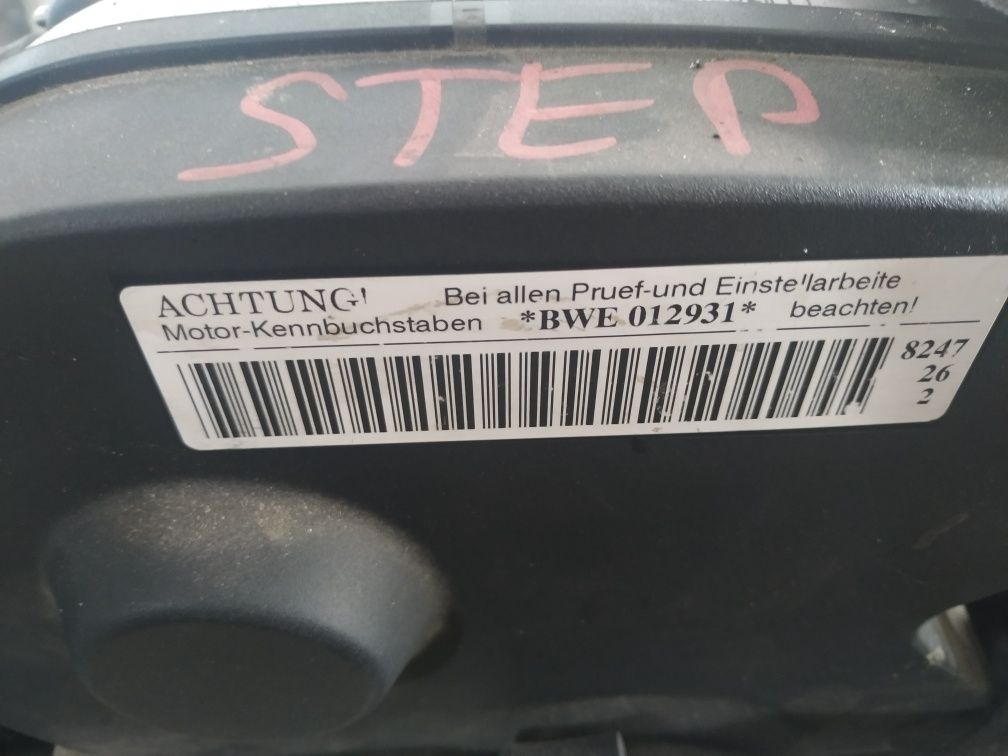 STEP
ACHTUNG! Bei allen Pruef-und Einstellarbeite
Motor-Kennbuchstaben *BWE 012931* beachten!
8247
26
2